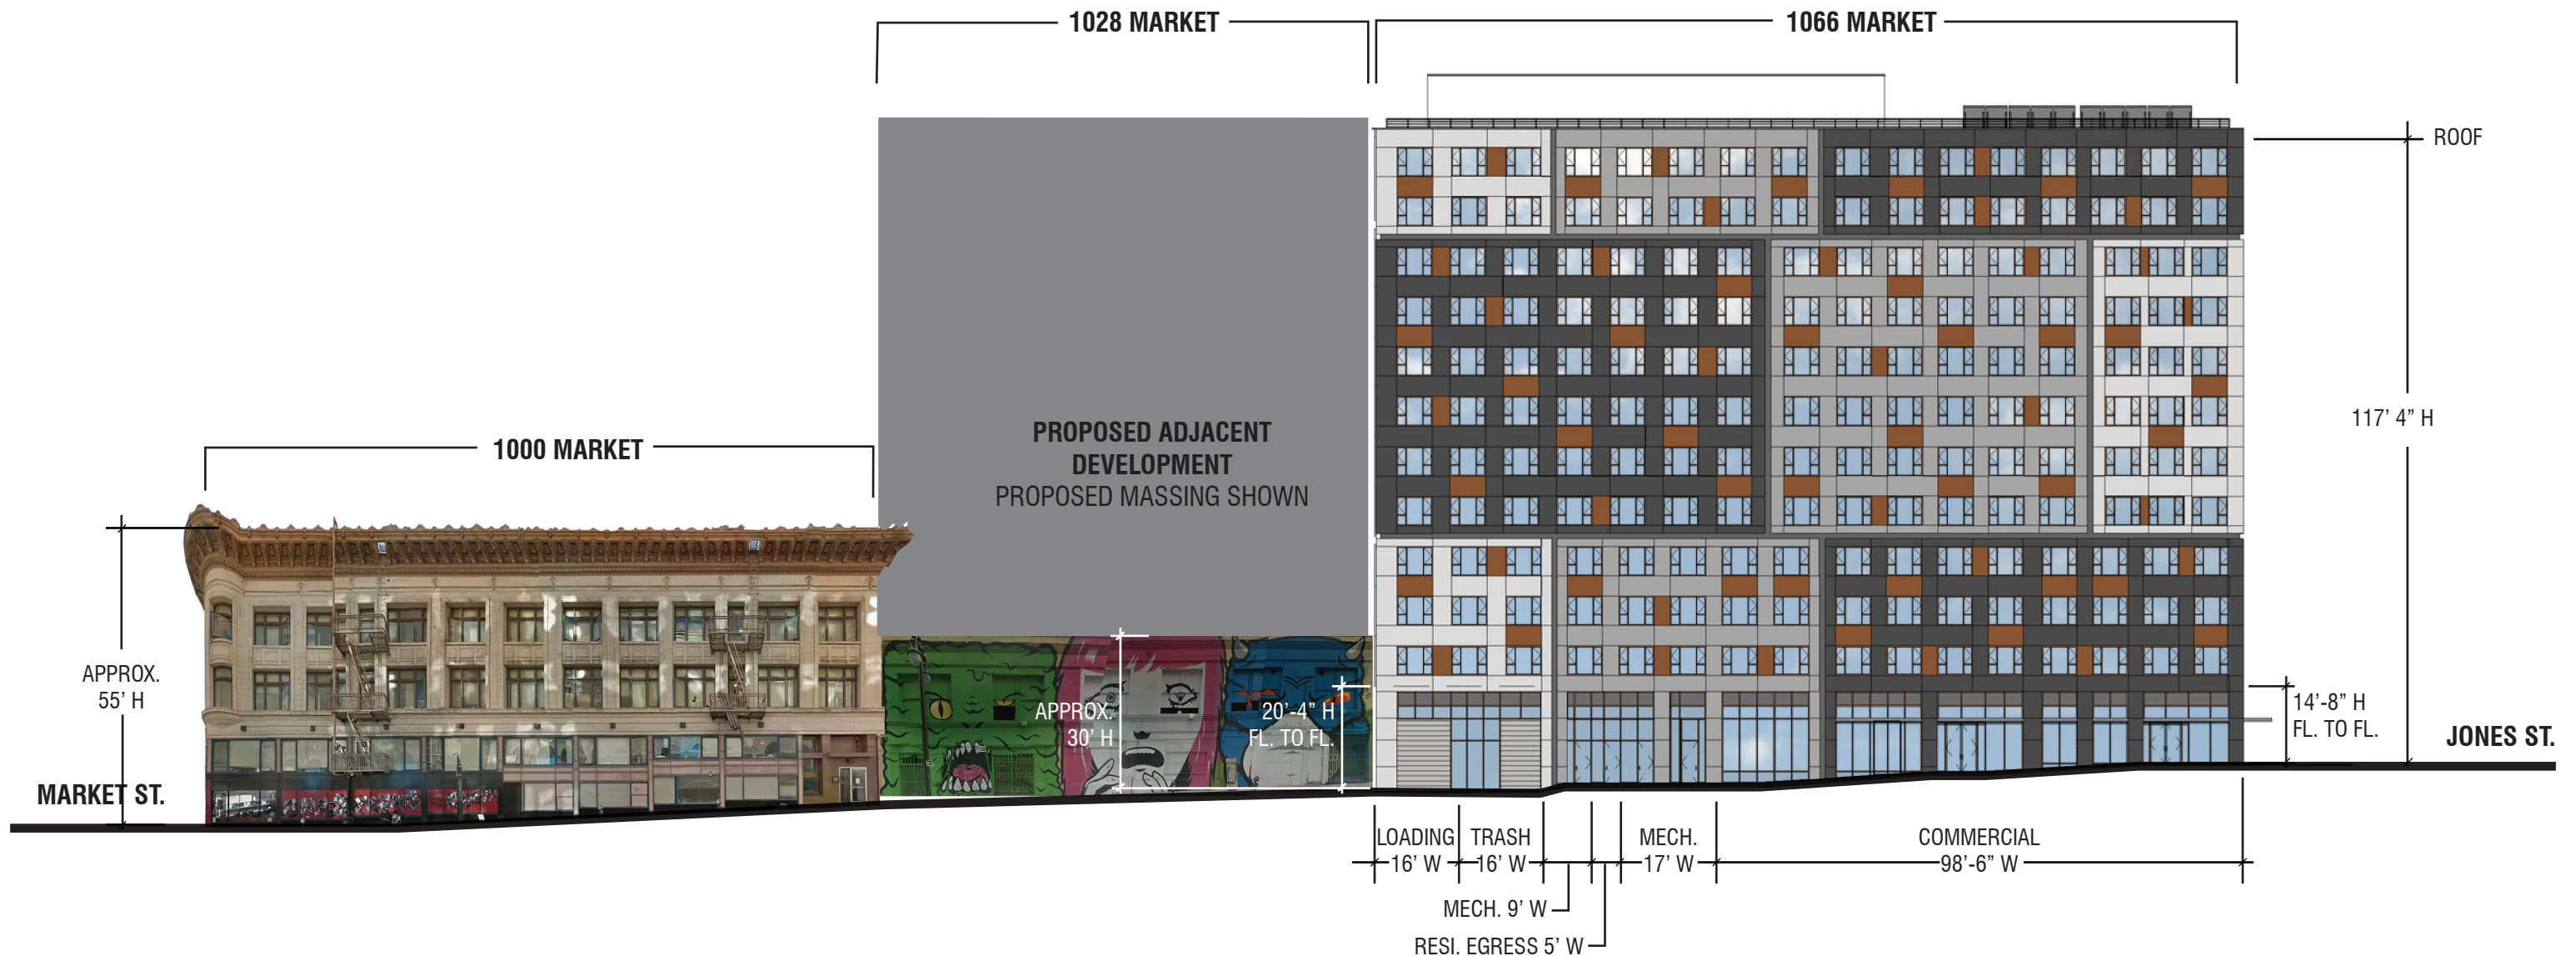 1028 MARKET
1066 MARKET
ROOF
117’ 4” H
PROPOSED ADJACENT
DEVELOPMENT
PROPOSED MASSING SHOWN
1000 MARKET
APPROX.
55’ H
MARKET ST.
APPROX.
30’ H
20’-4” H
FL. TO FL.
14’-8” H
FL. TO FL.
JONES ST.
LOADING
16’ W
TRASH
16’ W
MECH.
17’ W
COMMERCIAL
98’-6” W
MECH. 9’ W
RESI. EGRESS 5’ W